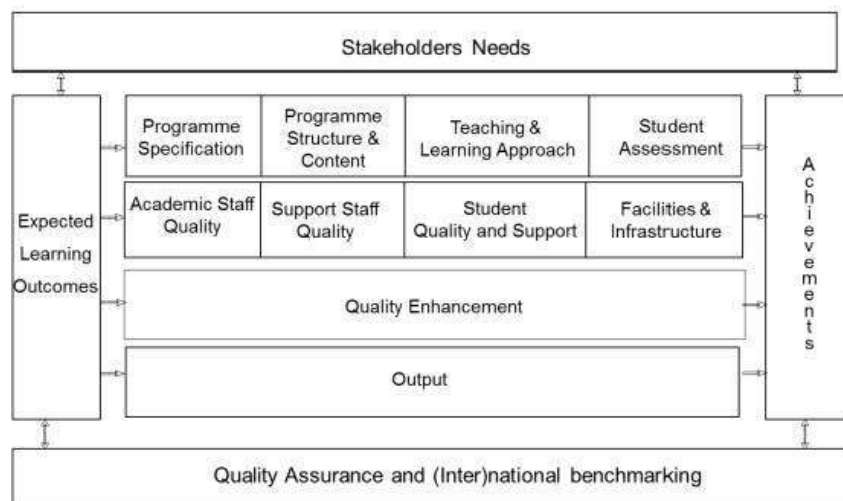 Stakeholders Needs
Programme
Specification
Programme
Structure &
Content
Teaching &
Learning Approach
Student
Assessment
Academic Staff
Quality
Support Staff
Quality
Student
Quality and Support
Facilities &
Infrastructure
Expected
Learning
Outcomes
Quality Enhancement
Output
Achievements
Quality Assurance and (Inter)national benchmarking